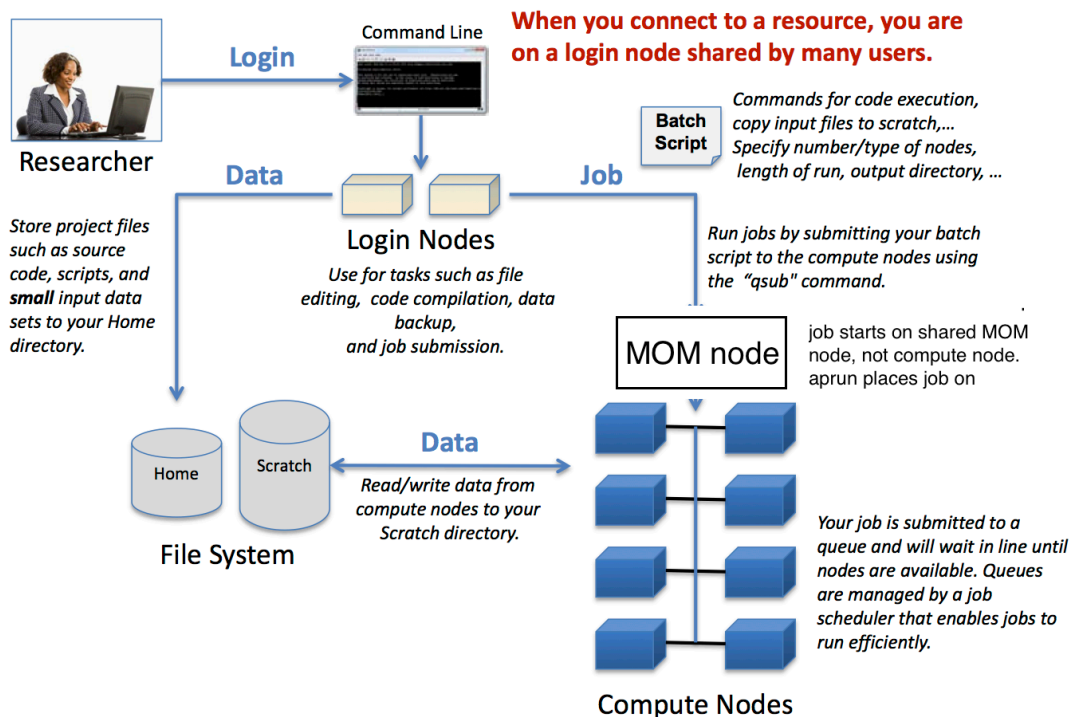 When you connect to a resource, you are
on a login node shared by many users.
Command Line
Login
Researcher
Batch
Script
Commands for code execution,
copy input files to scratch,...
Specify number/type of nodes,
length of run, output directory, ...
Data
Job
Login Nodes
Use for tasks such as file
editing, code compilation, data
backup,
and job submission.
Store project files
such as source
code, scripts, and
small input data
sets to your Home
directory.
Run jobs by submitting your batch
script to the compute nodes using
the “qsub" command.
MOM node
job starts on shared MOM
node, not compute node.
aprun places job on
Home
Scratch
File System
Data
Read/write data from
compute nodes to your
Scratch directory.
Your job is submitted to a
queue and will wait in line until
nodes are available. Queues
are managed by a job
scheduler that enables jobs to
run efficiently.
Compute Nodes